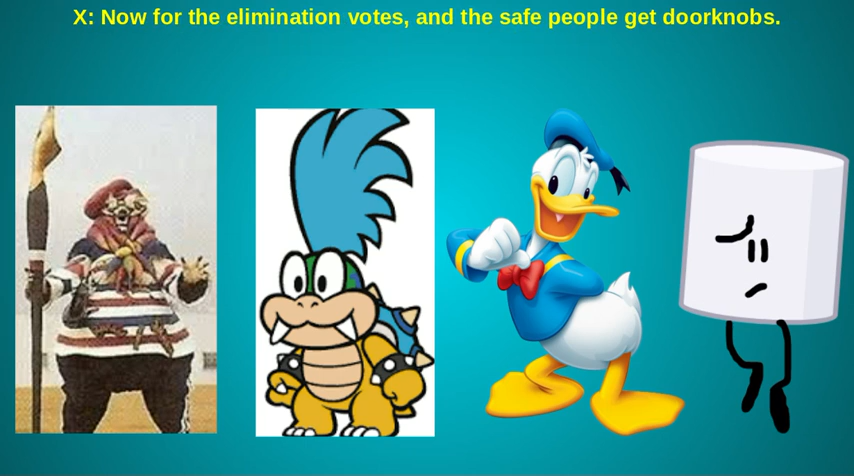 X: Now for the elimination votes, and the safe people get doorknobs.